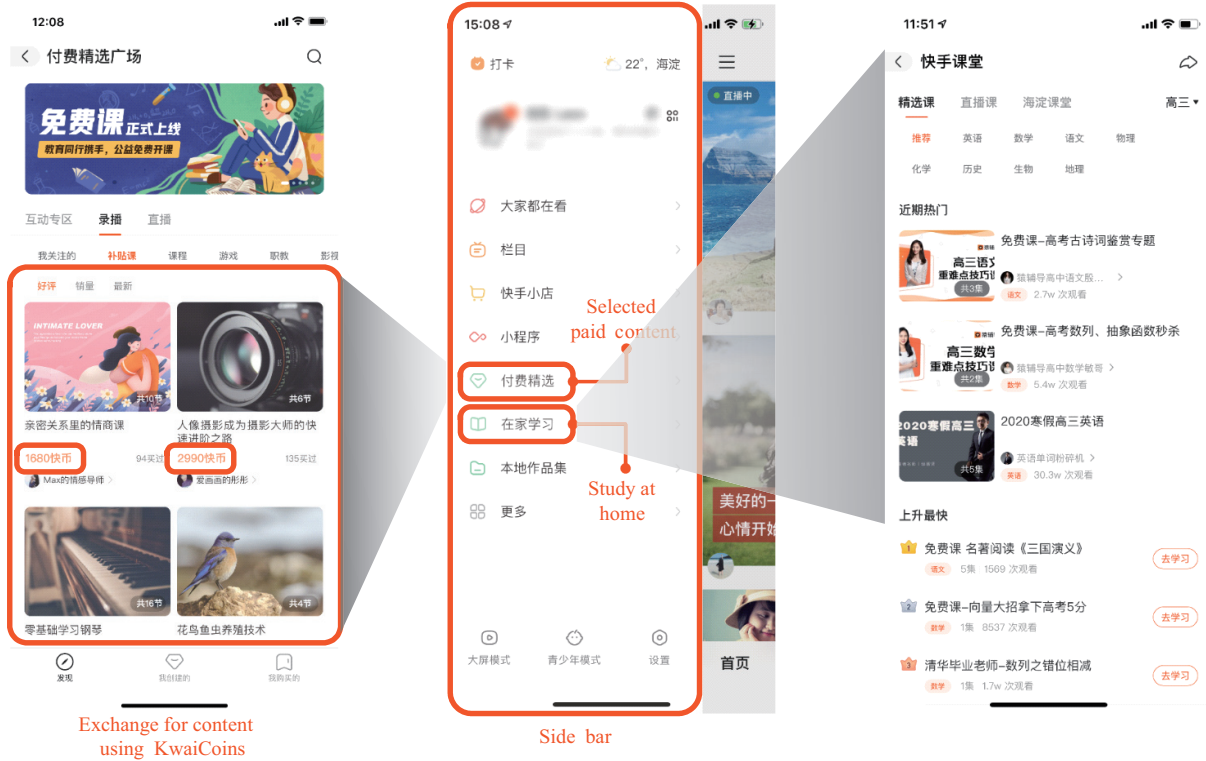 12:08
付费精选广场
免费课正式上线
教育同行携手，公益免费开课
互动专区 录播 直播
我关注的 补贴课 课程 游戏 职教 影视
好评 销量 最新
INTIMATE LOVER
共10节
共6节
亲密关系里的情商课
人像摄影成为摄影大师的快
速进阶之路
1680快币
94买过
2990快币
135买过
Max的情感导师
爱画画的彤彤
共16节
共4节
零基础学习钢琴
花鸟鱼虫养殖技术
发现
我创建的
我购买的
Exchange for content
using KwaiCoins
15:08
打卡
22°，海淀
直播中
大家都在看
栏目
快手小店
小程序
付费精选
在家学习
本地作品集
更多
Selected
paid content
Study at
home
美好的一
心情开始
大屏模式
青少年模式
设置
首页
Side bar
11:51
快手课堂
精选课 直播课 海淀课堂 高三
推荐 英语 数学 语文 物理
化学 历史 生物 地理
近期热门
高三语文
重难点技巧
共3集
免费课-高考古诗词鉴赏专题
猿辅导高中语文殷...
语文 2.7w 次观看
高三数学
重难点技巧
共2集
免费课-高考数列、抽象函数秒杀
猿辅导高中数学敏哥
数学 5.4w 次观看
2020寒假高三
英语
共5集
2020寒假高三英语
英语单词粉碎机
英语 30.3w 次观看
上升最快
1
免费课 名著阅读《三国演义》
语文 5集 1569 次观看
去学习
2
免费课-向量大招拿下高考5分
数学 1集 8537 次观看
去学习
3
清华毕业老师-数列之错位相减
数学 1集 1.7w 次观看
去学习